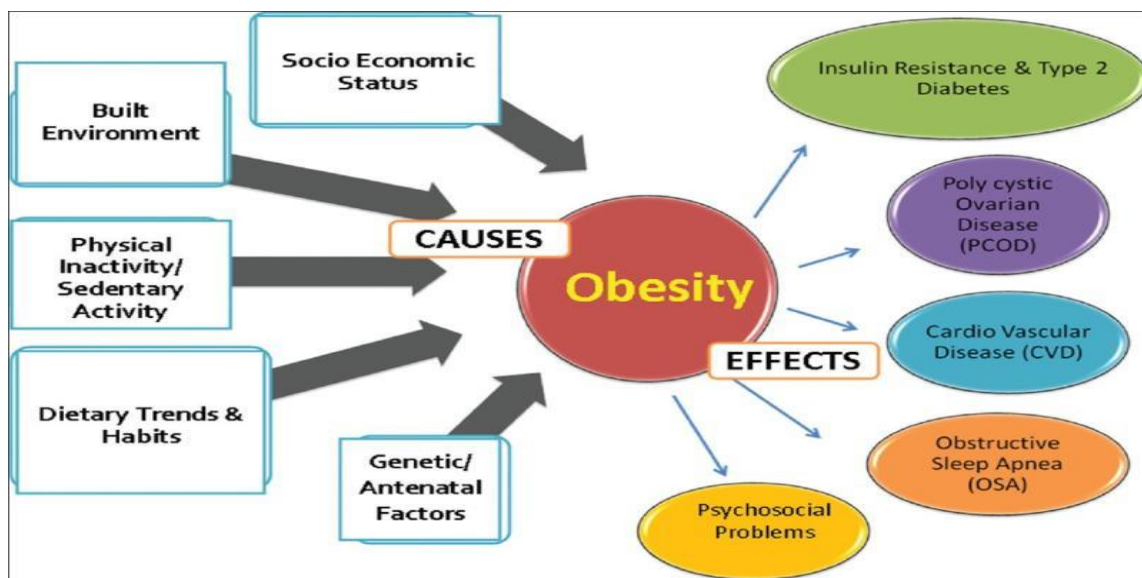 Socio Economic
Status
Built
Environment
Physical
Inactivity/
Sedentary
Activity
Dietary Trends &
Habits
Genetic/
Antenatal
Factors
CAUSES
Obesity
EFFECTS
Insulin Resistance & Type 2
Diabetes
Poly cystic
Ovarian
Disease
(PCOD)
Cardio Vascular
Disease (CVD)
Obstructive
Sleep Apnea
(OSA)
Psychosocial
Problems